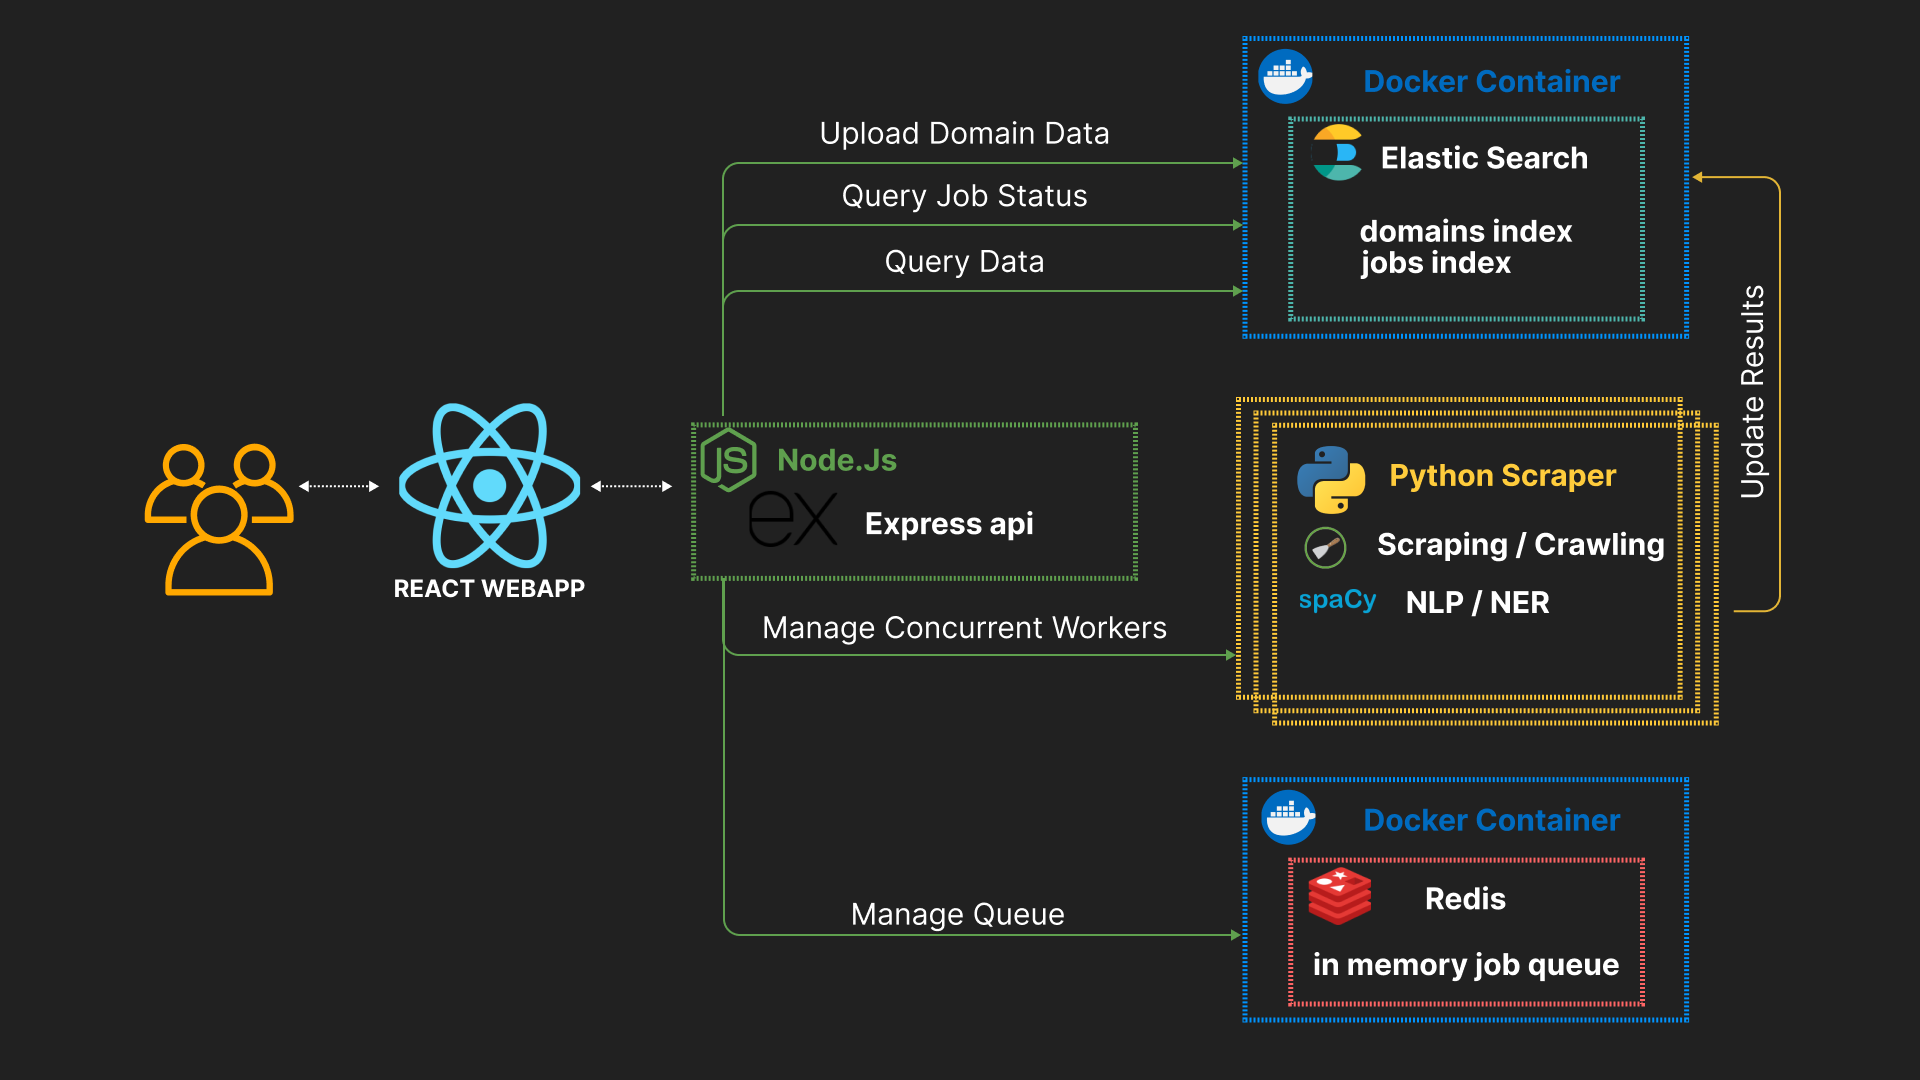 Docker Container
Elastic Search
domains index
jobs index
Upload Domain Data
Query Job Status
Query Data
Update Results
REACT WEBAPP
JS
Node.Js
ex
Express api
Python Scraper
Scraping / Crawling
spaCy
NLP / NER
Manage Concurrent Workers
Manage Queue
Docker Container
Redis
in memory job queue